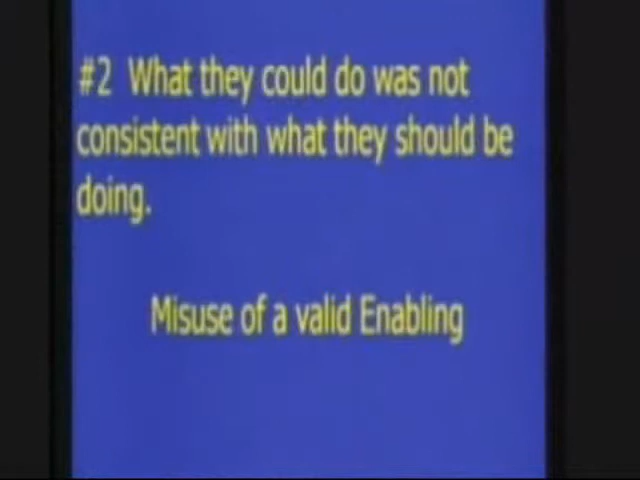 #2 What they could do was not
consistent with what they should be
doing.
Misuse of a valid Enabling